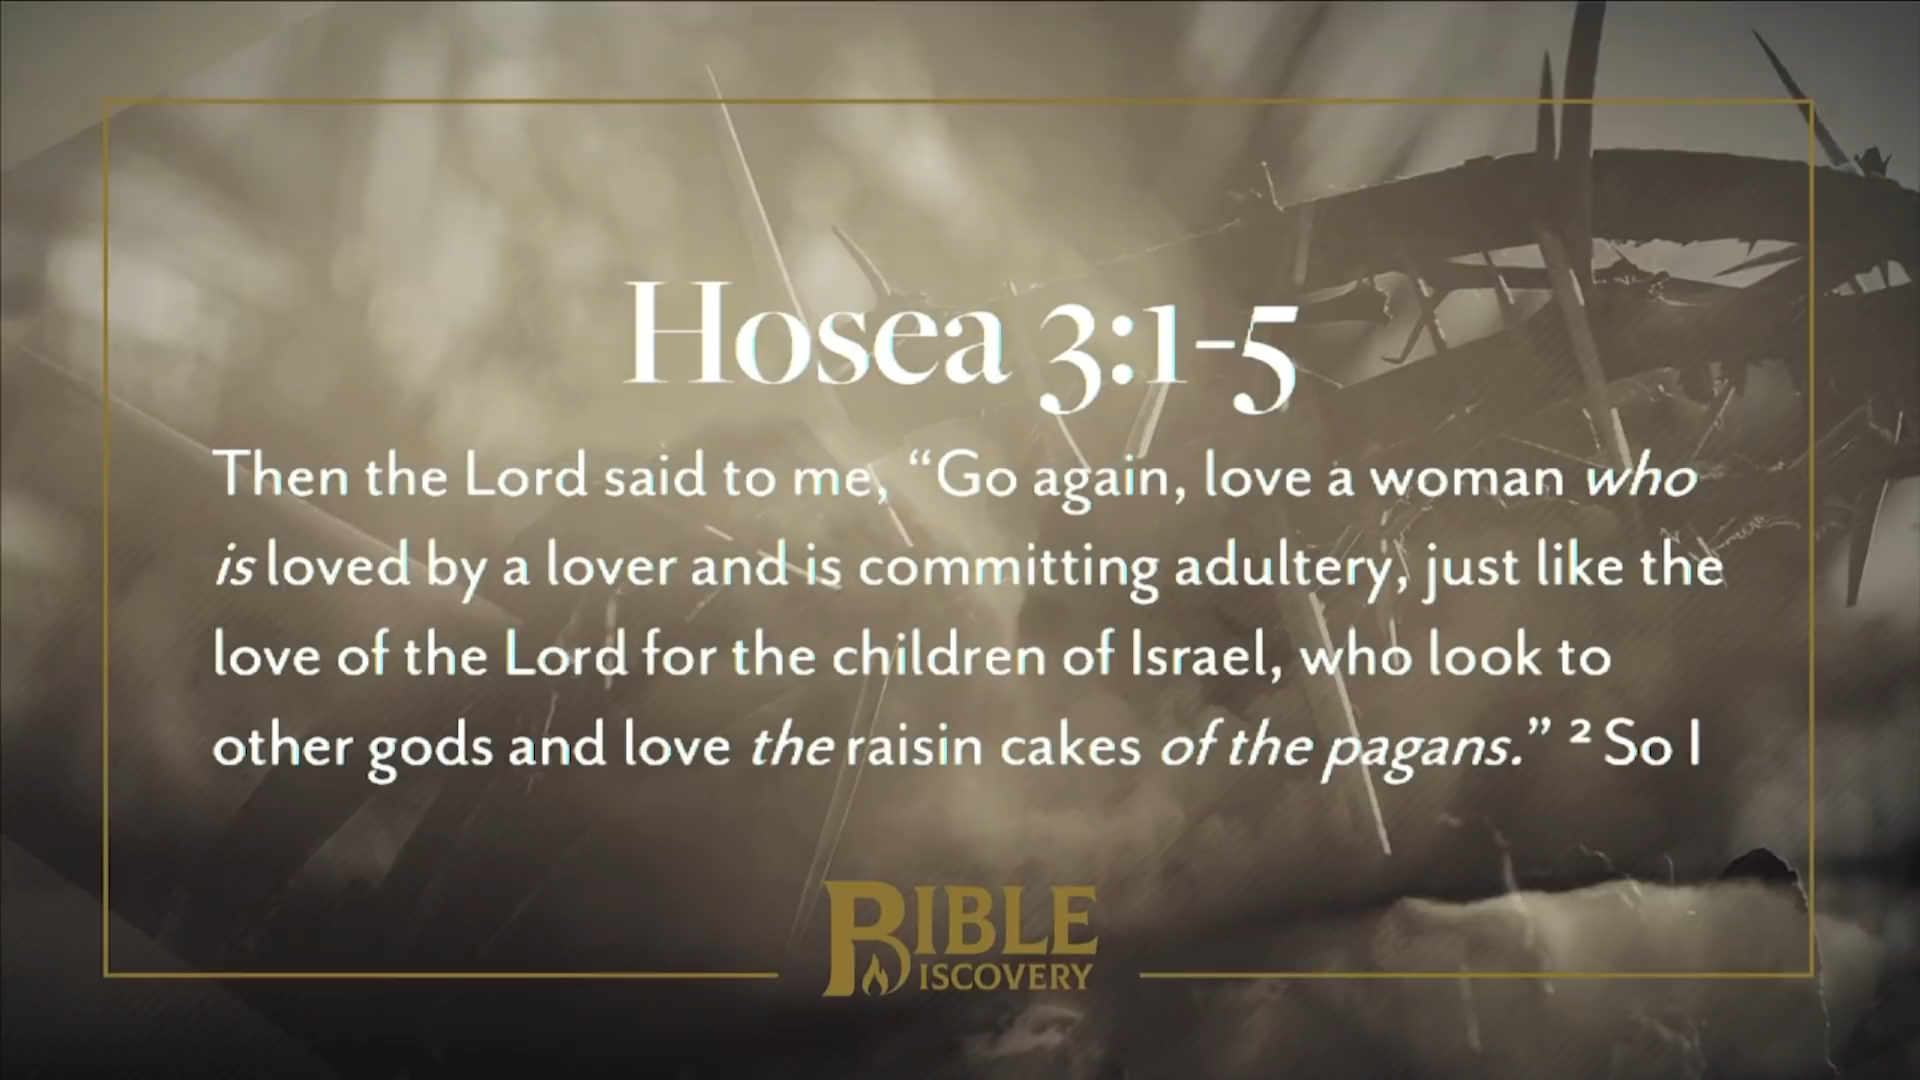 Hosea 3:1-5
Then the Lord said to me, “Go again, love a woman who
is loved by a lover and is committing adultery, just like the
love of the Lord for the children of Israel, who look to
other gods and love the raisin cakes of the pagans.” ² So I
BIBLE
DISCOVERY